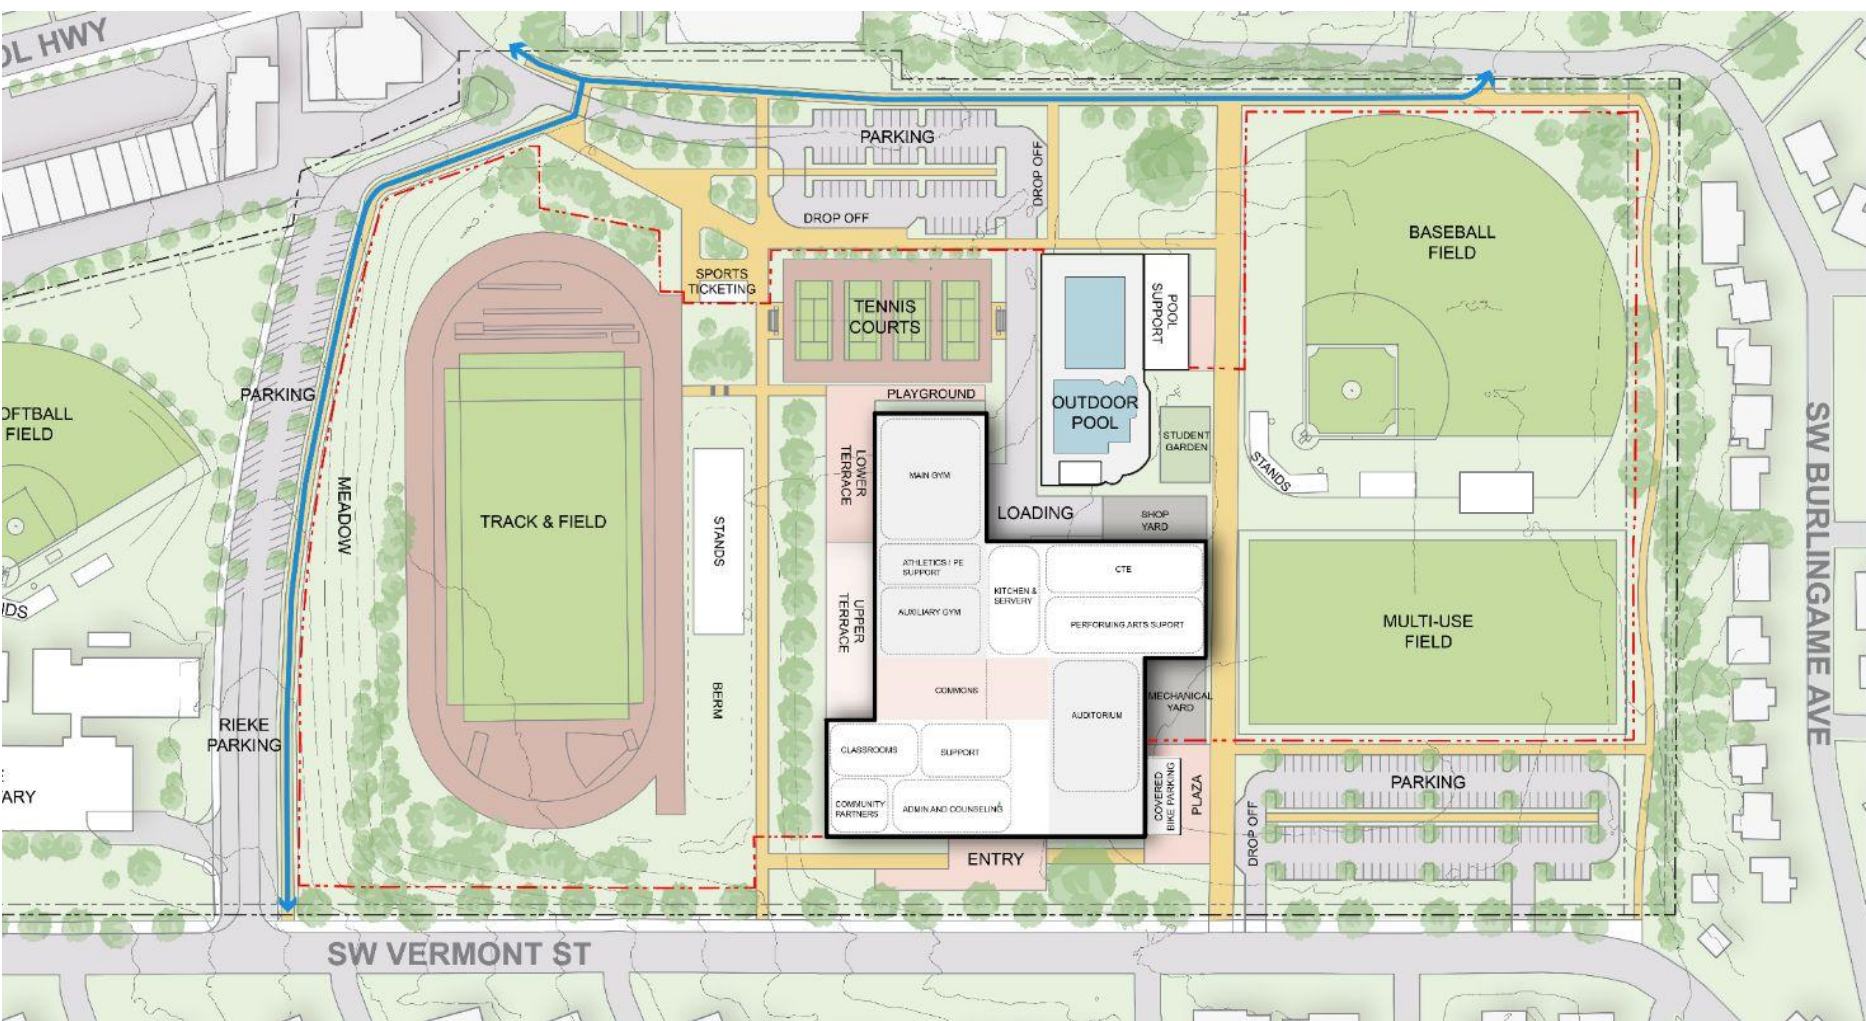 OL HWY
PARKING
DROP OFF
DROP OFF
BASEBALL
FIELD
SPORTS
TICKETING
TENNIS
COURTS
POOL
SUPPORT
PARKING
PLAYGROUND
OUTDOOR
POOL
OFTBALL
FIELD
STUDENT
GARDEN
STANDS
MEADOW
TRACK & FIELD
STANDS
LOWER
TERRACE
MAIN GYM
LOADING
SHOP
YARD
SW BURLINGAME AVE
ATHLETICS / PE
SUPPORT
KITCHEN &
SERVERY
CTE
AUXILIARY GYM
UPPER
TERRACE
PERFORMING ARTS SUPORT
MULTI-USE
FIELD
NDS
BERM
COMMONS
AUDITORIUM
MECHANICAL
YARD
RIEKE
PARKING
CLASSROOMS
SUPPORT
COMMUNITY
PARTNERS
ADMIN AND COUNSELING
COVERED
BIKE PARKING
PLAZA
PARKING
DROP OFF
E
ARY
ENTRY
SW VERMONT ST